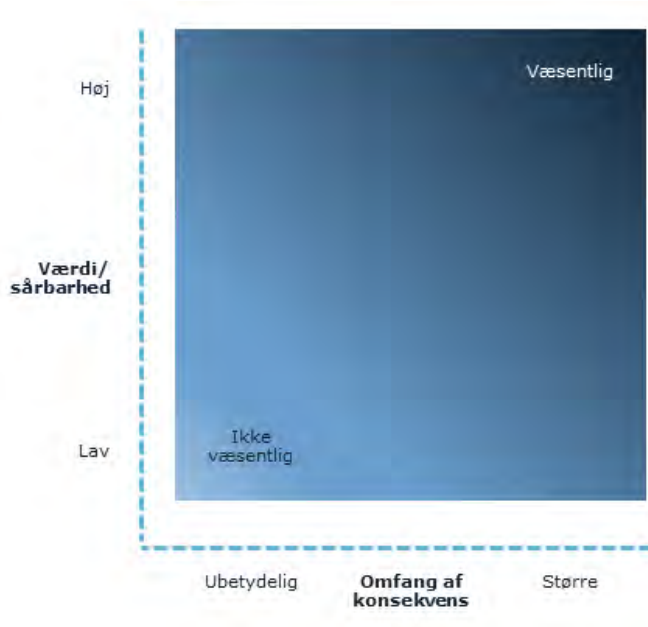 Høj
Væsentlig
Værdi/
sårbarhed
Lav
Ikke
væsentlig
Ubetydelig
Omfang af
konsekvens
Større